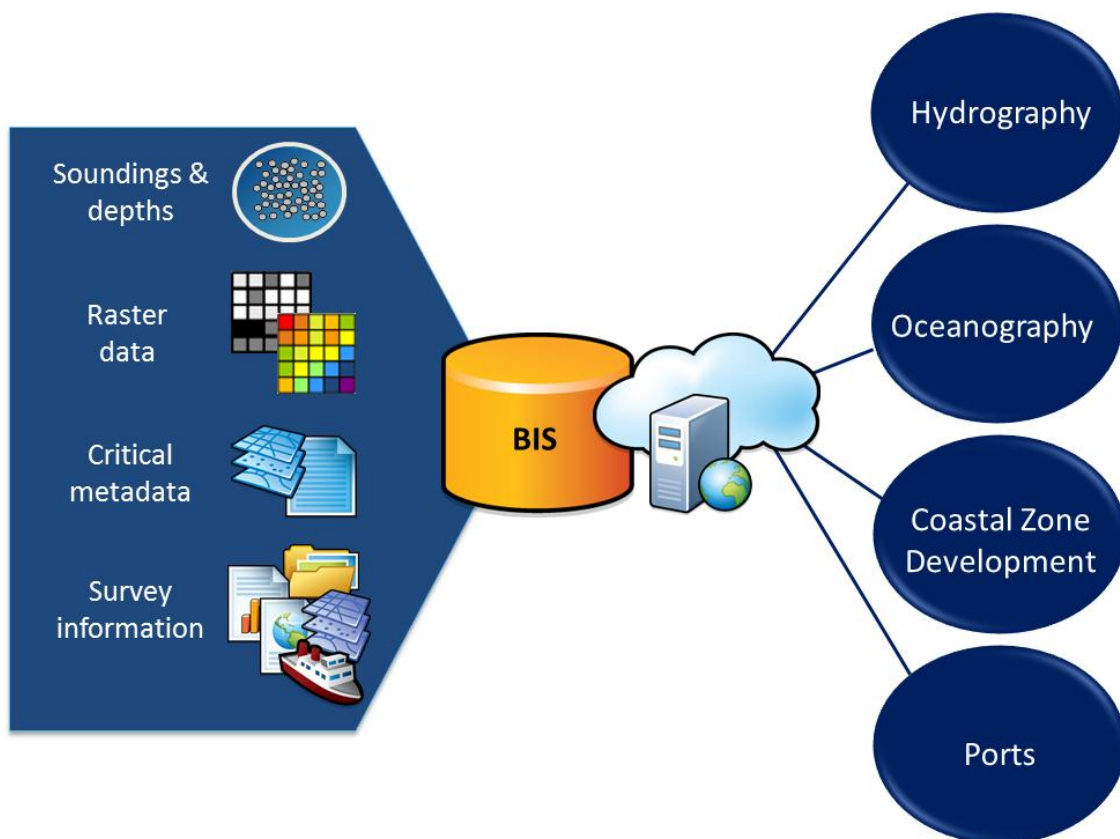 Soundings &
depths
Raster
data
Critical
metadata
Survey
information
BIS
Hydrography
Oceanography
Coastal Zone
Development
Ports